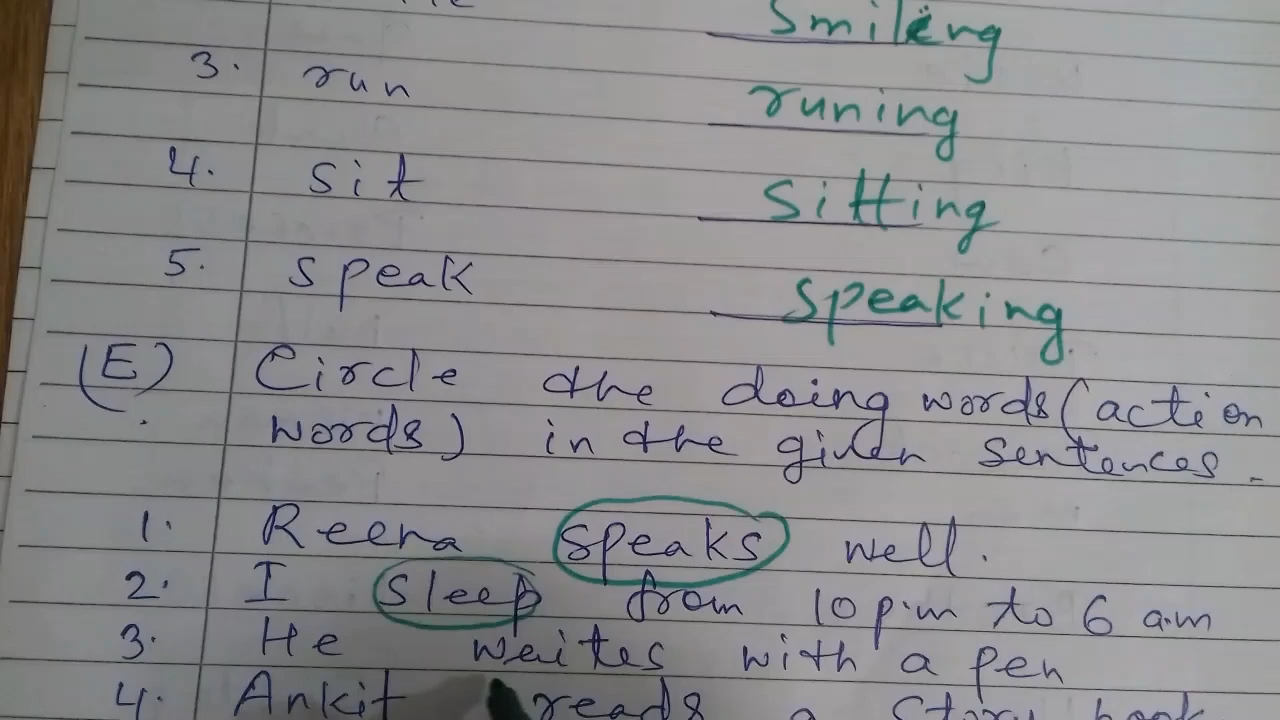 smiling
3. run runing
4. Sit Sitting
5. speak Speaking.
(E) Circle the doing words (action
words) in the given sentences.
1. Reena speaks well.
2. I sleep from 10 p.m to 6 a.m
3. He writes with a pen
4. Ankit reads a story book